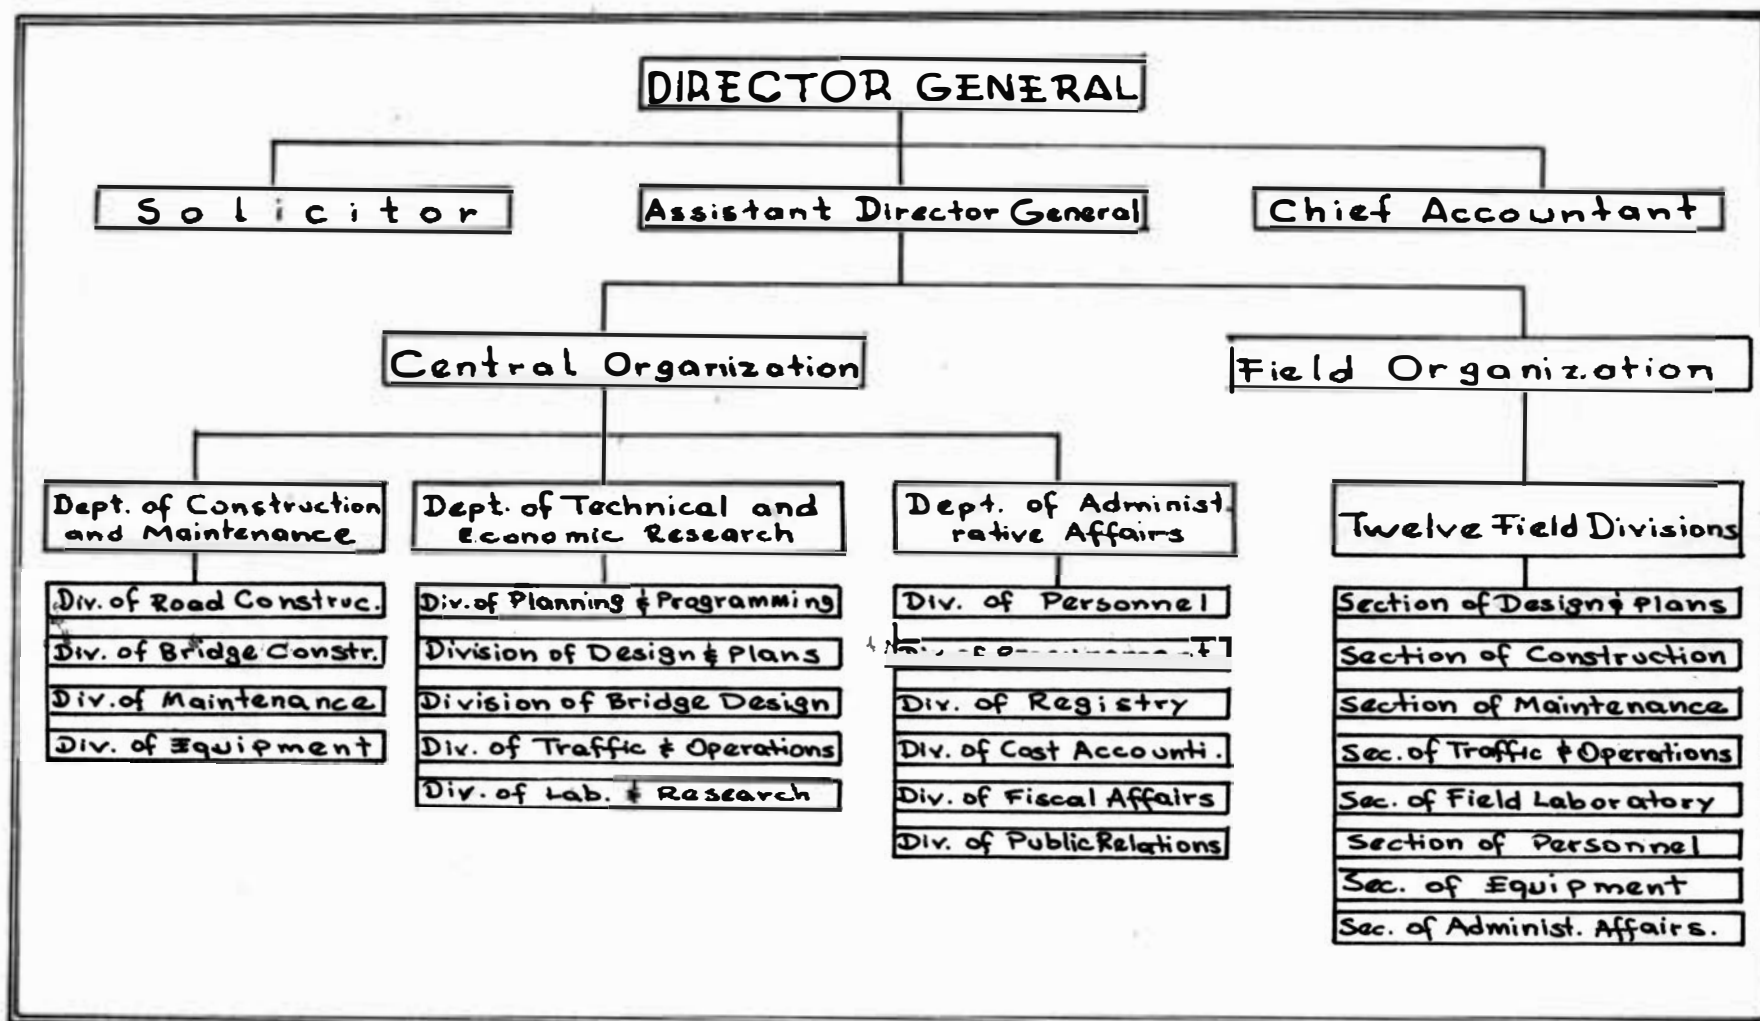 DIRECTOR GENERAL
Solicitor
Assistant Director General
Chief Accountant
Central Organization
Field Organization
Dept. of Construction
and Maintenance
Dept. of Technical and
Economic Research
Dept. of Administ.
rative Affairs
Twelve Field Divisions
Div. of Road Construc.
Div. of Bridge Constr.
Div. of Maintenance
Div. of Equipment
Div. of Planning & Programming
Division of Design & Plans
Division of Bridge Design
Div. of Traffic & Operations
Div. of Lab. & Research
Div. of Personnel
Div. of Registry
Div. of Cost Accounti.
Div. of Fiscal Affairs
Div. of Public Relations
Section of Design & Plans
Section of Construction
Section of Maintenance
Sec. of Traffic & Operations
Sec. of Field Laboratory
Section of Personnel
Sec. of Equipment
Sec. of Administ. Affairs.